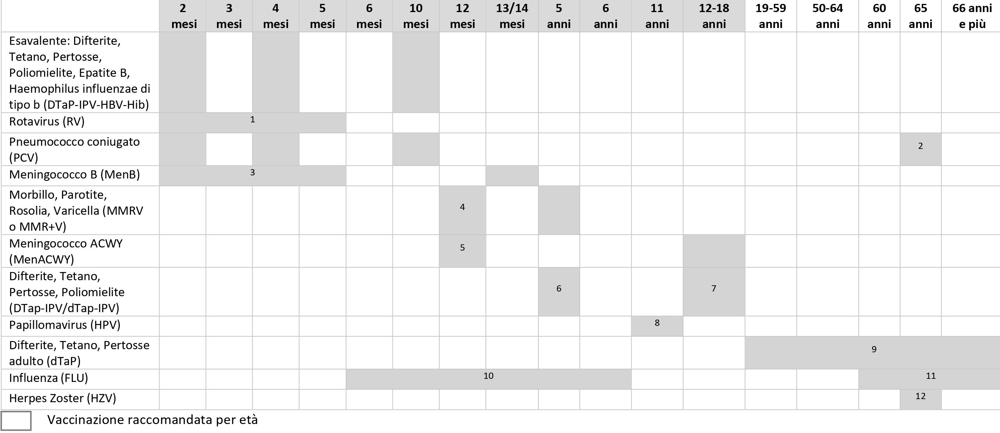 2 3 4 5 6 10 12 13/14 5 6 11 12-18 19-59 50-64 60 65 66 anni
mesi mesi mesi mesi mesi mesi mesi mesi anni anni anni anni anni anni anni anni e più
Esavalente: Difterite,
Tetano, Pertosse,
Poliomielite, Epatite B,
Haemophilus influenzae di
tipo b (DTaP-IPV-HBV-Hib)
Rotavirus (RV) 1
Pneumococco coniugato
(PCV)
2
Meningococco B (MenB) 3
Morbillo, Parotite,
Rosolia, Varicella (MMRV
o MMR+V)
4
Meningococco ACWY
(MenACWY)
5
Difterite, Tetano,
Pertosse, Poliomielite
(DTap-IPV/dTap-IPV)
6 7
Papillomavirus (HPV) 8
Difterite, Tetano, Pertosse
adulto (dTaP)
9
Influenza (FLU) 10 11
Herpes Zoster (HZV) 12
Vaccinazione raccomandata per età